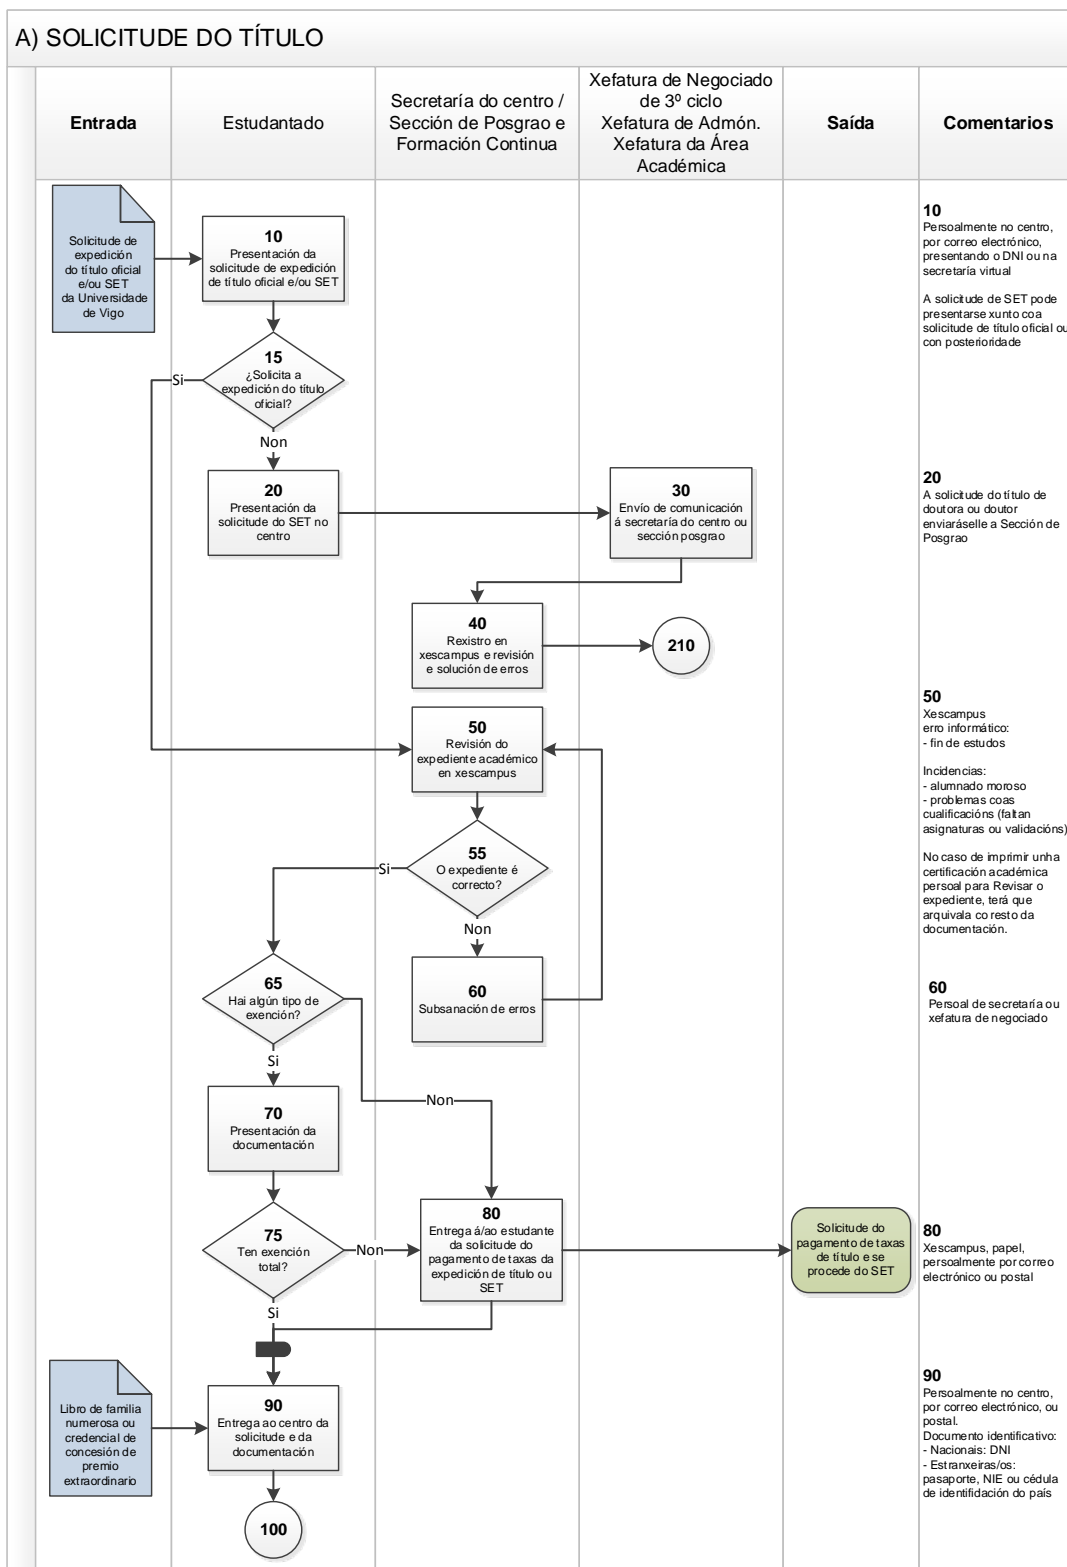 A) SOLICITUDE DO TÍTULO
Entrada
Estudantado
Secretaría do centro /
Sección de Posgrao e
Formación Continua
Xefatura de Negociado
de 3º ciclo
Xefatura de Admón.
Xefatura da Área
Académica
Saída
Comentarios
Solicitude de
expedición
do título oficial
e/ou SET
da Universidade
de Vigo
10
Presentación da
solicitude de expedición
de título oficial e/ou SET
10
Persoalmente no centro,
por correo electrónico,
presentando o DNI ou na
secretaría virtual
A solicitude de SET pode
presentarse xunto coa
solicitude de título oficial ou
con posterioridade
15
¿Solicita a
expedición do título
oficial?
Si
Non
20
Presentación da
solicitude do SET no
centro
30
Envío de comunicación
á secretaría do centro ou
sección posgrao
20
A solicitude do título de
doutora ou doutor
enviaráselle a Sección de
Posgrao
40
Rexistro en
xescampus e revisión
e solución de erros
210
50
Revisión do
expediente académico
en xescampus
50
Xescampus
erro informático:
- fin de estudos
Incidencias:
- alumnado moroso
- problemas coas
cualificacións (faltan
asignaturas ou validacións)
No caso de imprimir unha
certificación académica
persoal para Revisar o
expediente, terá que
arquivala co resto da
documentación.
55
O expediente é
correcto?
Si
Non
60
Subsanación de erros
60
Persoal de secretaría ou
xefatura de negociado
65
Hai algún tipo de
exención?
Si
Non
70
Presentación da
documentación
75
Ten exención
total?
Non
Si
80
Entrega á/ao estudante
da solicitude do
pagamento de taxas da
expedición de título ou
SET
Solicitude do
pagamento de taxas
de título e se
procede do SET
80
Xescampus, papel,
persoalmente por correo
electrónico ou postal
Libro de familia
numerosa ou
credencial de
concesión de
premio
extraordinario
90
Entrega ao centro da
solicitude e da
documentación
90
Persoalmente no centro,
por correo electrónico, ou
postal.
Documento identificativo:
- Nacionais: DNI
- Estranxeiras/os:
pasaporte, NIE ou cédula
de identifidación do país
100